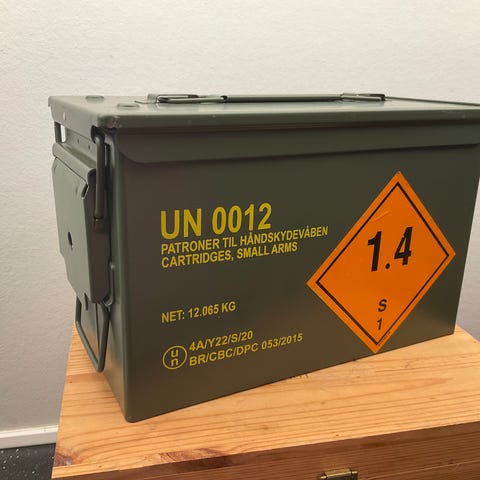 UN 0012
PATRONER TIL HÅNDSKYDEVÅBEN
CARTRIDGES, SMALL ARMS
NET: 12.065 KG
un
4A/Y22/S/20
BR/CBC/DPC 053/2015
1.4
S
1